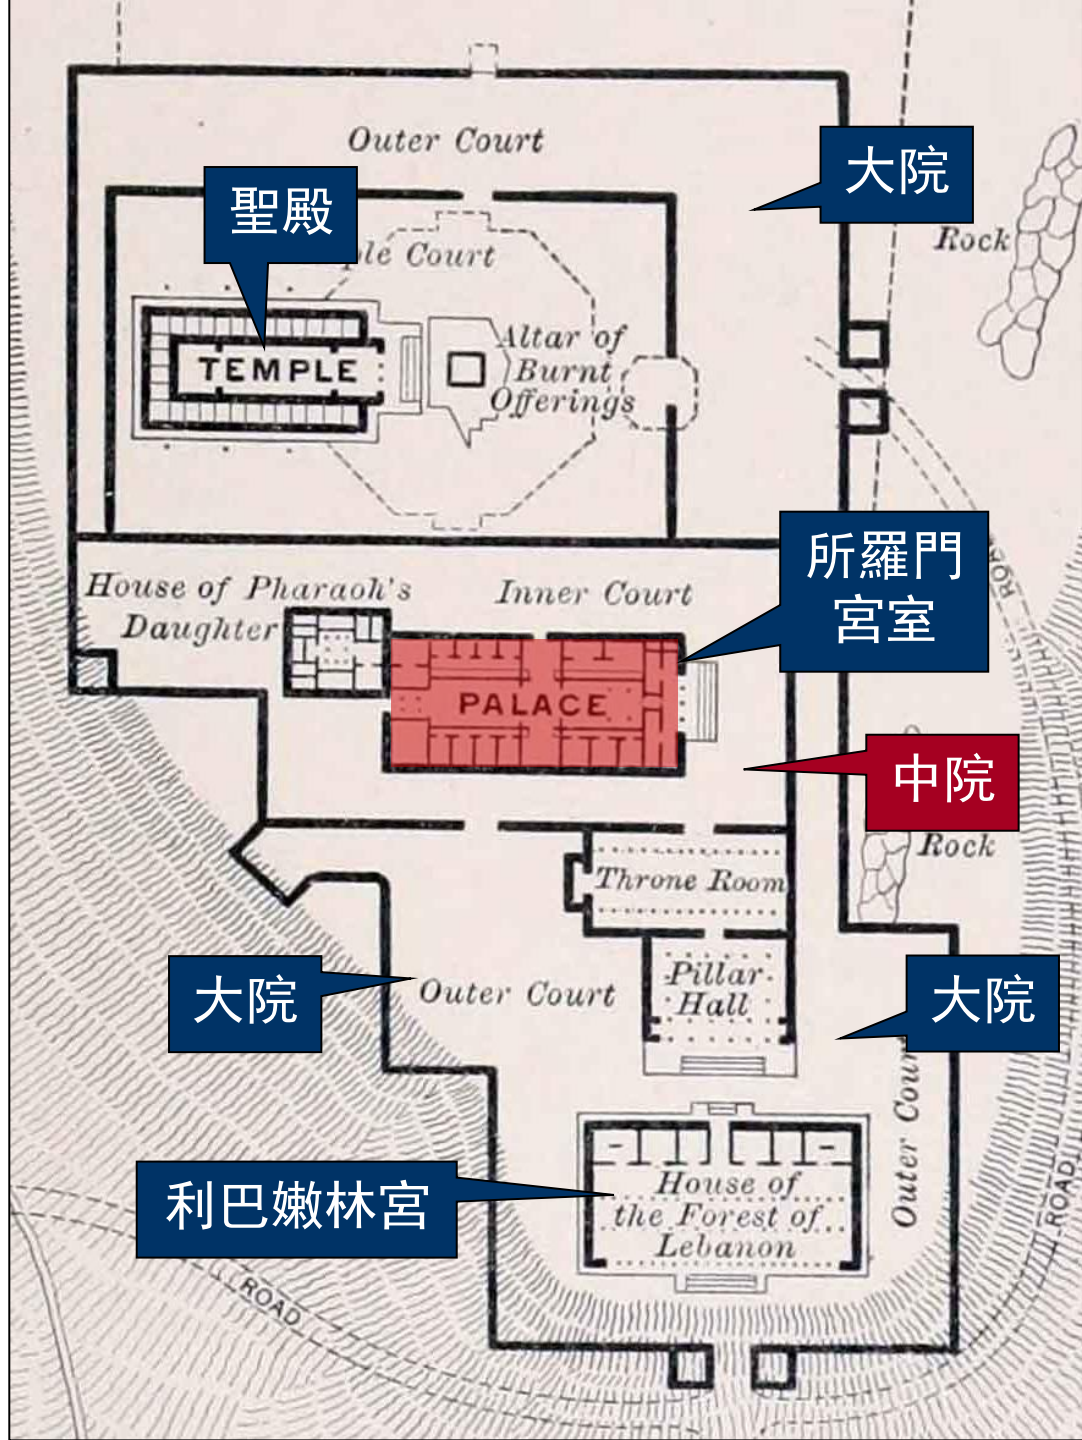 Outer Court
大院
聖殿
Rock
Court
Altar of
TEMPLE
Burnt
Offerings
所羅門
宮室
House of Pharaoh's
Daughter
Inner Court
ROAD
PALACE
中院
Rock
Throne Room
大院
Outer Court
Pillar
Hall
大院
Outer
利巴嫩林宮
House of
the Forest of
Lebanon
ROAD
ROAD